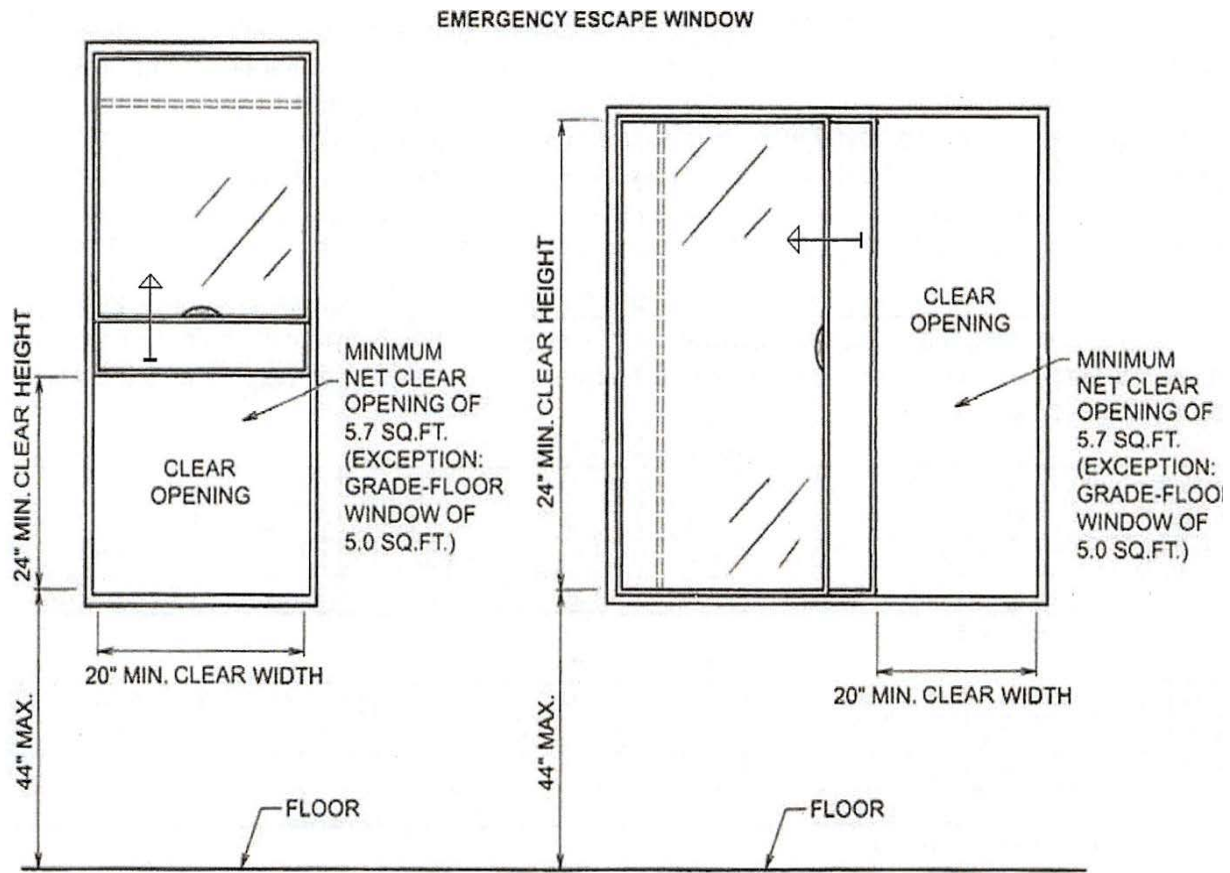 EMERGENCY ESCAPE WINDOW
24" MIN. CLEAR HEIGHT
CLEAR
OPENING
MINIMUM
NET CLEAR
OPENING OF
5.7 SQ.FT.
(EXCEPTION:
GRADE-FLOOR
WINDOW OF
5.0 SQ.FT.)
20" MIN. CLEAR WIDTH
44" MAX.
FLOOR
24" MIN. CLEAR HEIGHT
CLEAR
OPENING
MINIMUM
NET CLEAR
OPENING OF
5.7 SQ.FT.
(EXCEPTION:
GRADE-FLOOR
WINDOW OF
5.0 SQ.FT.)
20" MIN. CLEAR WIDTH
44" MAX.
FLOOR